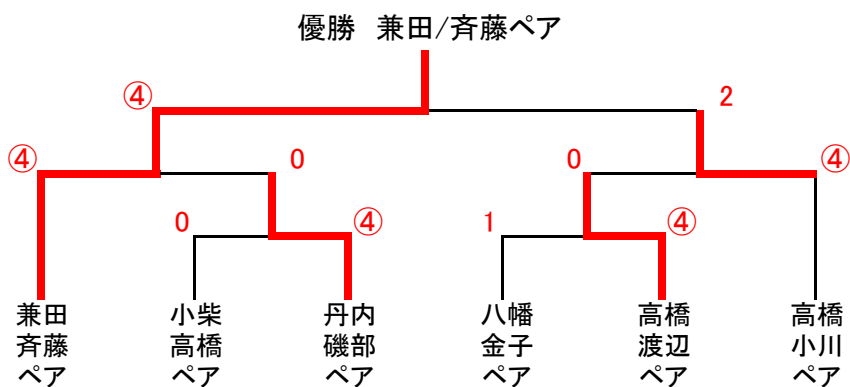 優勝 兼田/斉藤ペア
④ 2
④ 0 0 ④
0 ④ 1 ④
兼田
斉藤
ペア
小柴
高橋
ペア
丹内
磯部
ペア
八幡
金子
ペア
高橋
渡辺
ペア
高橋
小川
ペア